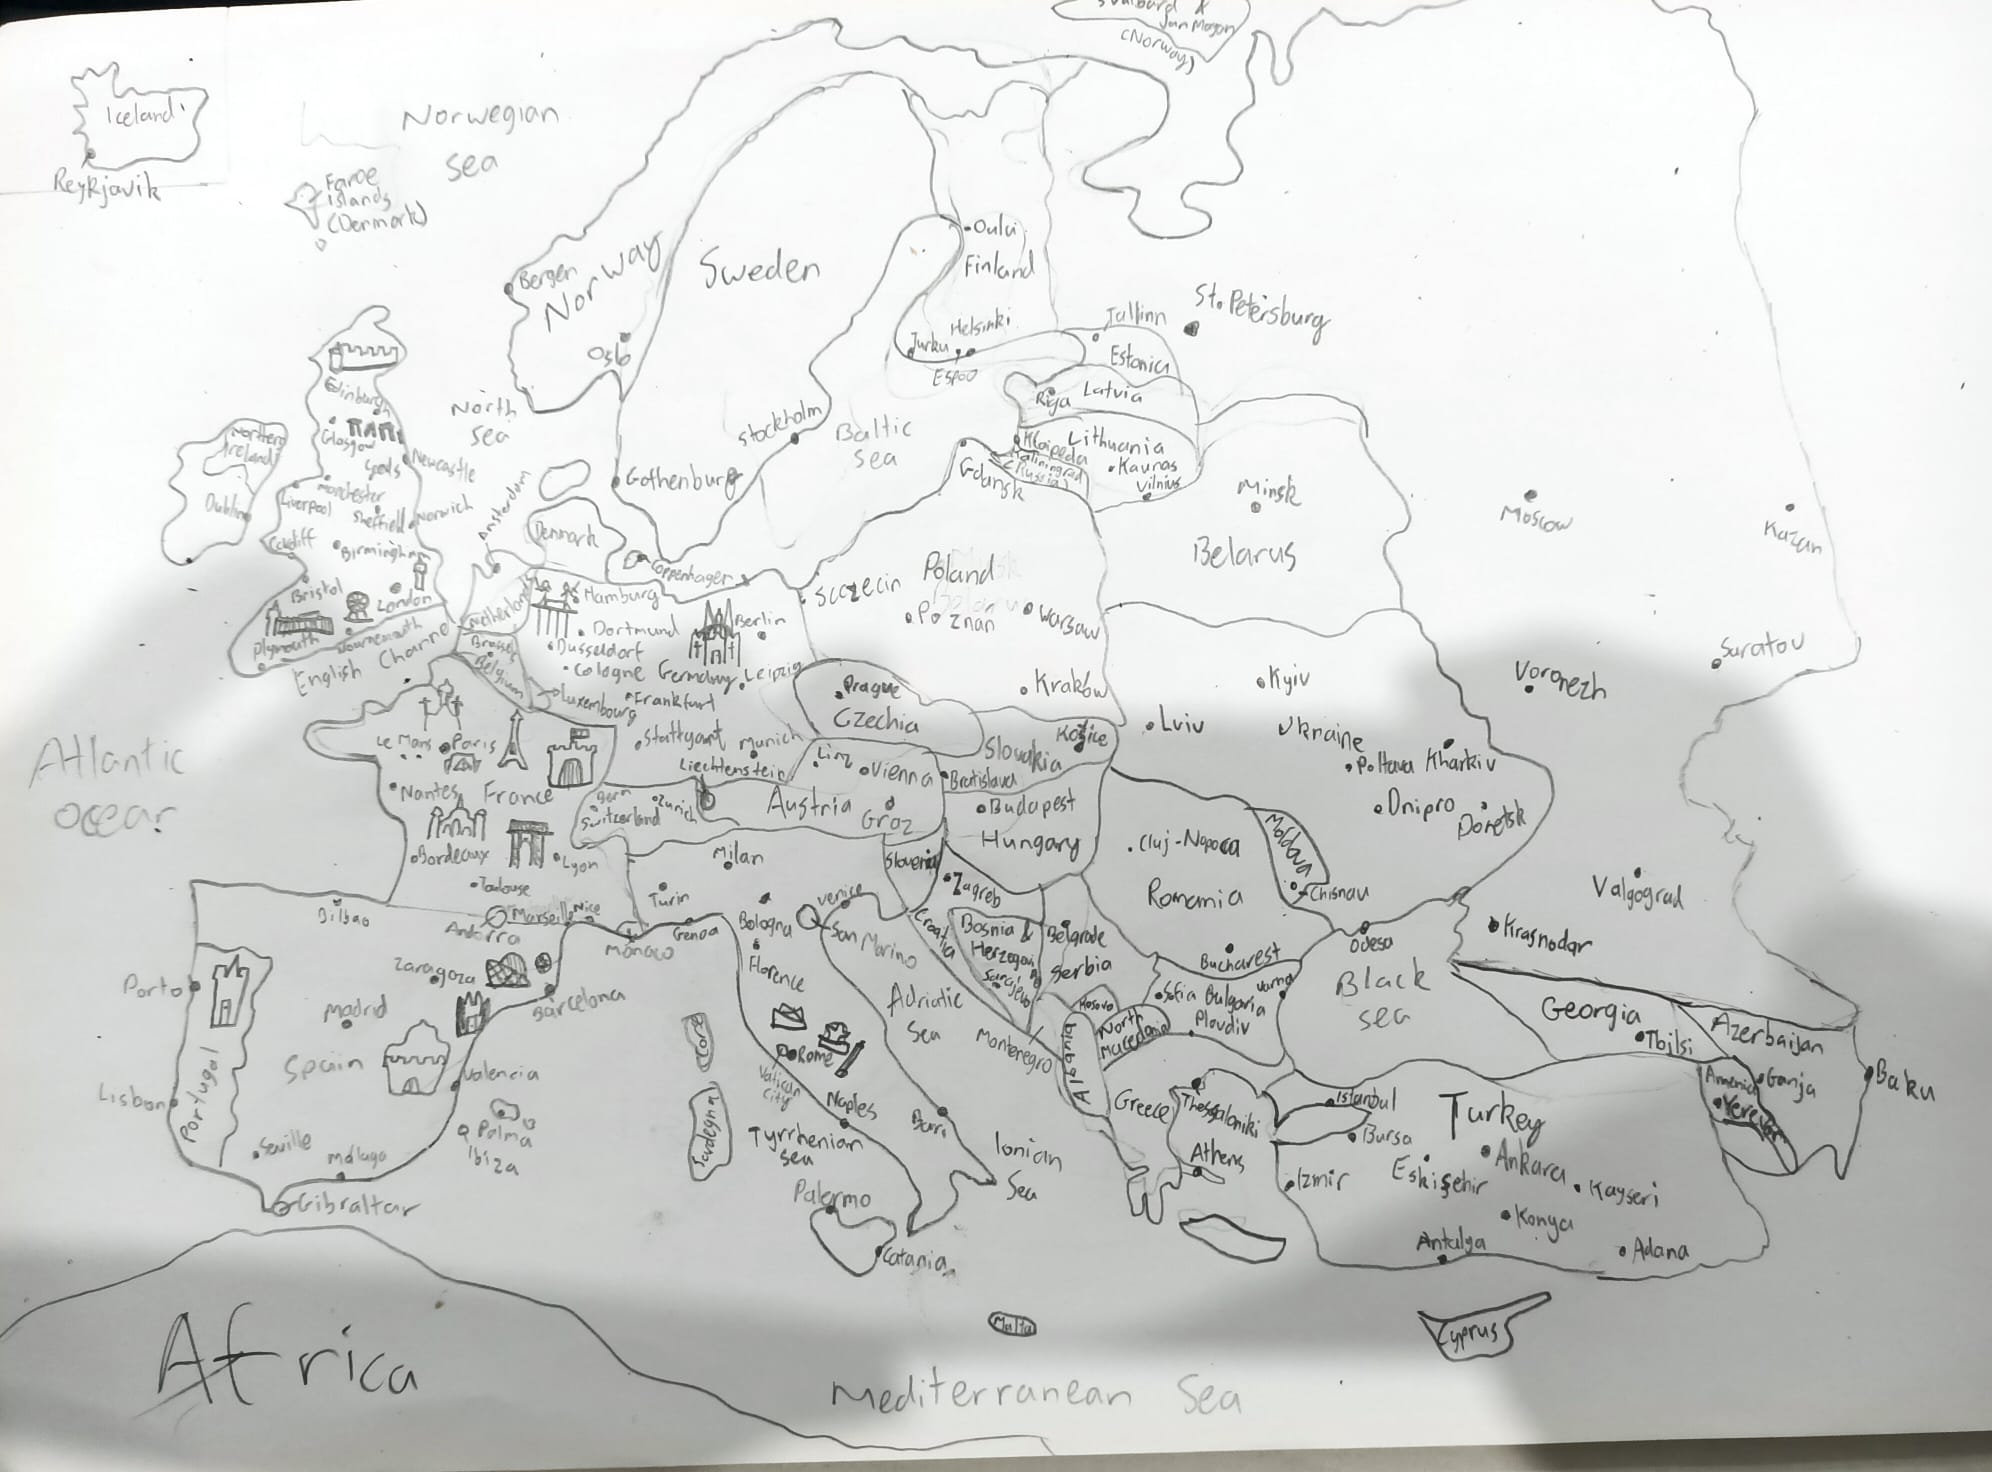 Svalbard &
Jan Mayon
(Norway)
Iceland
Reykjavik
Norwegian
sea
Faroe
islands
(Denmark)
Bergen
Norway
Oslo
Sweden
Oulu
Finland
Helsinki
Turku
Espoo
Tallinn
Estonia
St. Petersburg
Riga
Latvia
Lithuania
Klaipeda
Kaliningrad
(Russia)
Kaunas
Vilnius
Stockholm
Gothenburg
Baltic
sea
North
sea
Edinburgh
Glasgow
Newcastle
Northern
Ireland
Dublin
Manchester
Liverpool
Sheffield
Norwich
Cardiff
Birmingham
Bristol
London
Plymouth
Bournemouth
English Channel
Amsterdam
Denmark
Coppenhagen
Netherland
Brussels
Belgium
Luxembourg
Hamburg
Berlin
Dortmund
Dusseldorf
Cologne
Germany
Leipzig
Frankfurt
Stuttgart
Munich
Liechtenstein
Gdansk
Szczecin
Poland
Poznan
Warsaw
Kraków
Minsk
Belarus
Moscow
Kazan
Saratov
Voronezh
Kyiv
Lviv
Ukraine
Poltava
Kharkiv
Dnipro
Donetsk
Valgograd
Krasnodar
Prague
Czechia
Slovakia
Košice
Bratislava
Linz
Vienna
Austria
Graz
Bern
Zurich
Switzerland
Budapest
Hungary
Cluj-Napoca
Romania
Bucharest
Moldova
Chisnau
Odesa
Atlantic
ocean
Le Mans
Paris
Nantes
France
Bordeaux
Lyon
Toulouse
Marseille
Nice
Monaco
Andorra
Bilbao
Zaragoza
Barcelona
Porto
Madrid
Spain
Portugal
Lisbon
Valencia
Palma
Ibiza
Seville
Malaga
Gibraltar
Milan
Turin
Venice
Bologna
Genoa
San Marino
Florence
Rome
Vatican
City
Naples
Bari
Sardegna
Tyrrhenian
sea
Palermo
Catania
Adriatic
Sea
Ionian
Sea
Slovenia
Zagreb
Croatia
Bosnia &
Herzegovi
Sarajevo
Belgrade
Serbia
Montenegro
Kosovo
North
Macedonia
Albania
Sofia
Bulgaria
Varna
Plovdiv
Greece
Thessaloniki
Athens
Black
sea
Georgia
Tbilsi
Azerbaijan
Ganja
Baku
Armenia
Yerevan
Istanbul
Bursa
Turkey
Ankara
Eskişehir
Izmir
Kayseri
Konya
Antalya
Adana
Cyprus
Malta
Africa
Mediterranean Sea